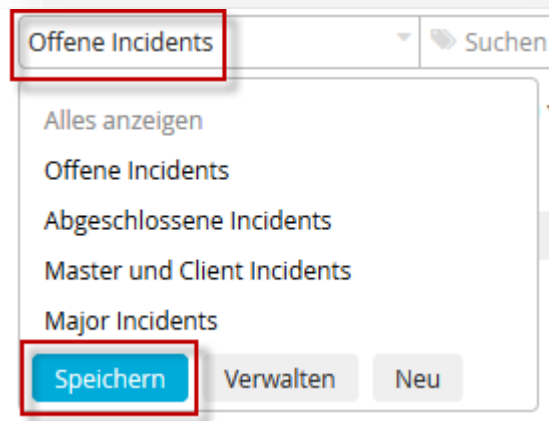 Offene Incidents Suchen
Alles anzeigen
Offene Incidents
Abgeschlossene Incidents
Master und Client Incidents
Major Incidents
Speichern Verwalten Neu